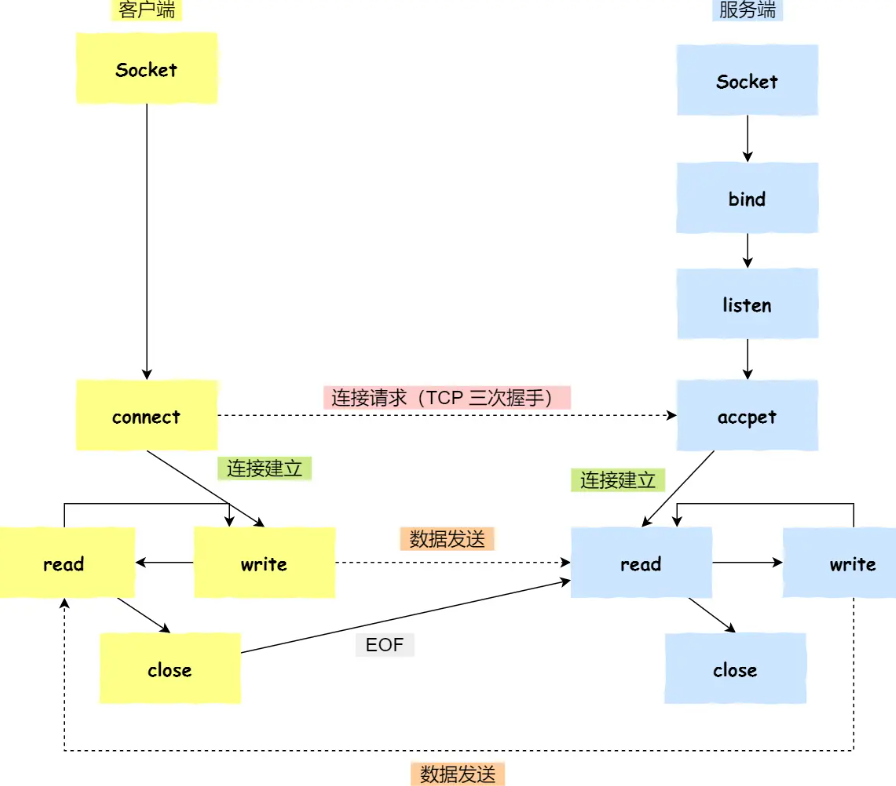 客户端
服务端
Socket
Socket
bind
listen
connect
连接请求（TCP 三次握手）
accpet
连接建立
连接建立
read
write
数据发送
read
write
close
EOF
close
数据发送